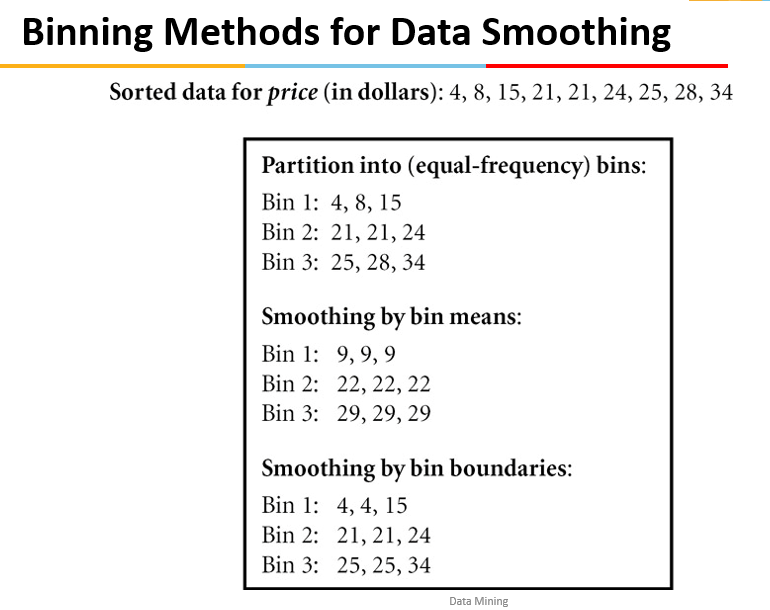 Binning Methods for Data Smoothing
Sorted data for price (in dollars): 4, 8, 15, 21, 21, 24, 25, 28, 34
Partition into (equal-frequency) bins:
Bin 1: 4, 8, 15
Bin 2: 21, 21, 24
Bin 3: 25, 28, 34
Smoothing by bin means:
Bin 1: 9, 9, 9
Bin 2: 22, 22, 22
Bin 3: 29, 29, 29
Smoothing by bin boundaries:
Bin 1: 4, 4, 15
Bin 2: 21, 21, 24
Bin 3: 25, 25, 34
Data Mining